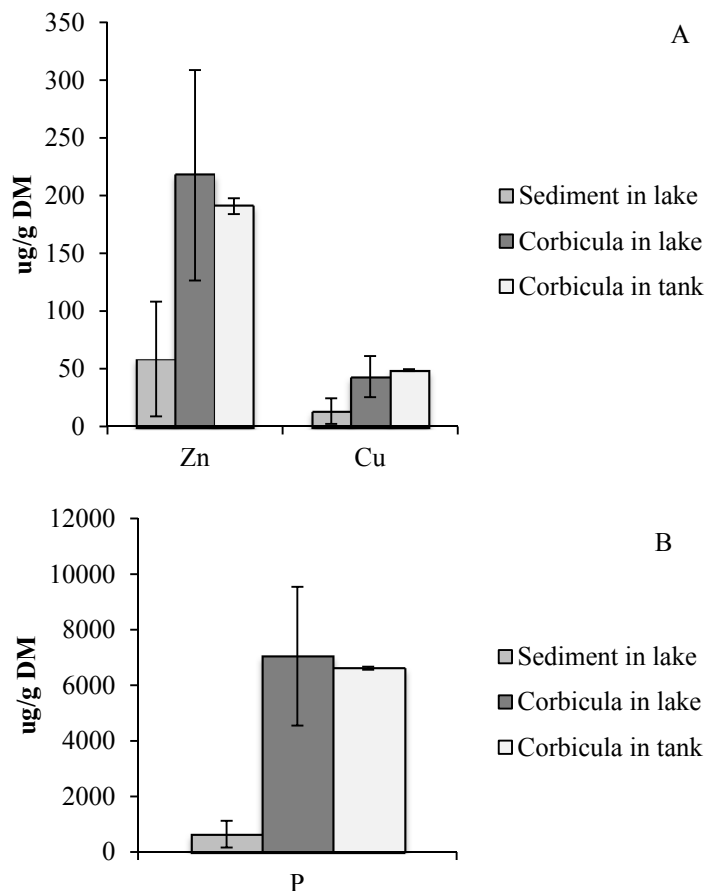 A
350
300
250
200
150
100
50
0
ug/g DM
Zn Cu
Sediment in lake
Corbicula in lake
Corbicula in tank
B
12000
10000
8000
6000
4000
2000
0
ug/g DM
P
Sediment in lake
Corbicula in lake
Corbicula in tank